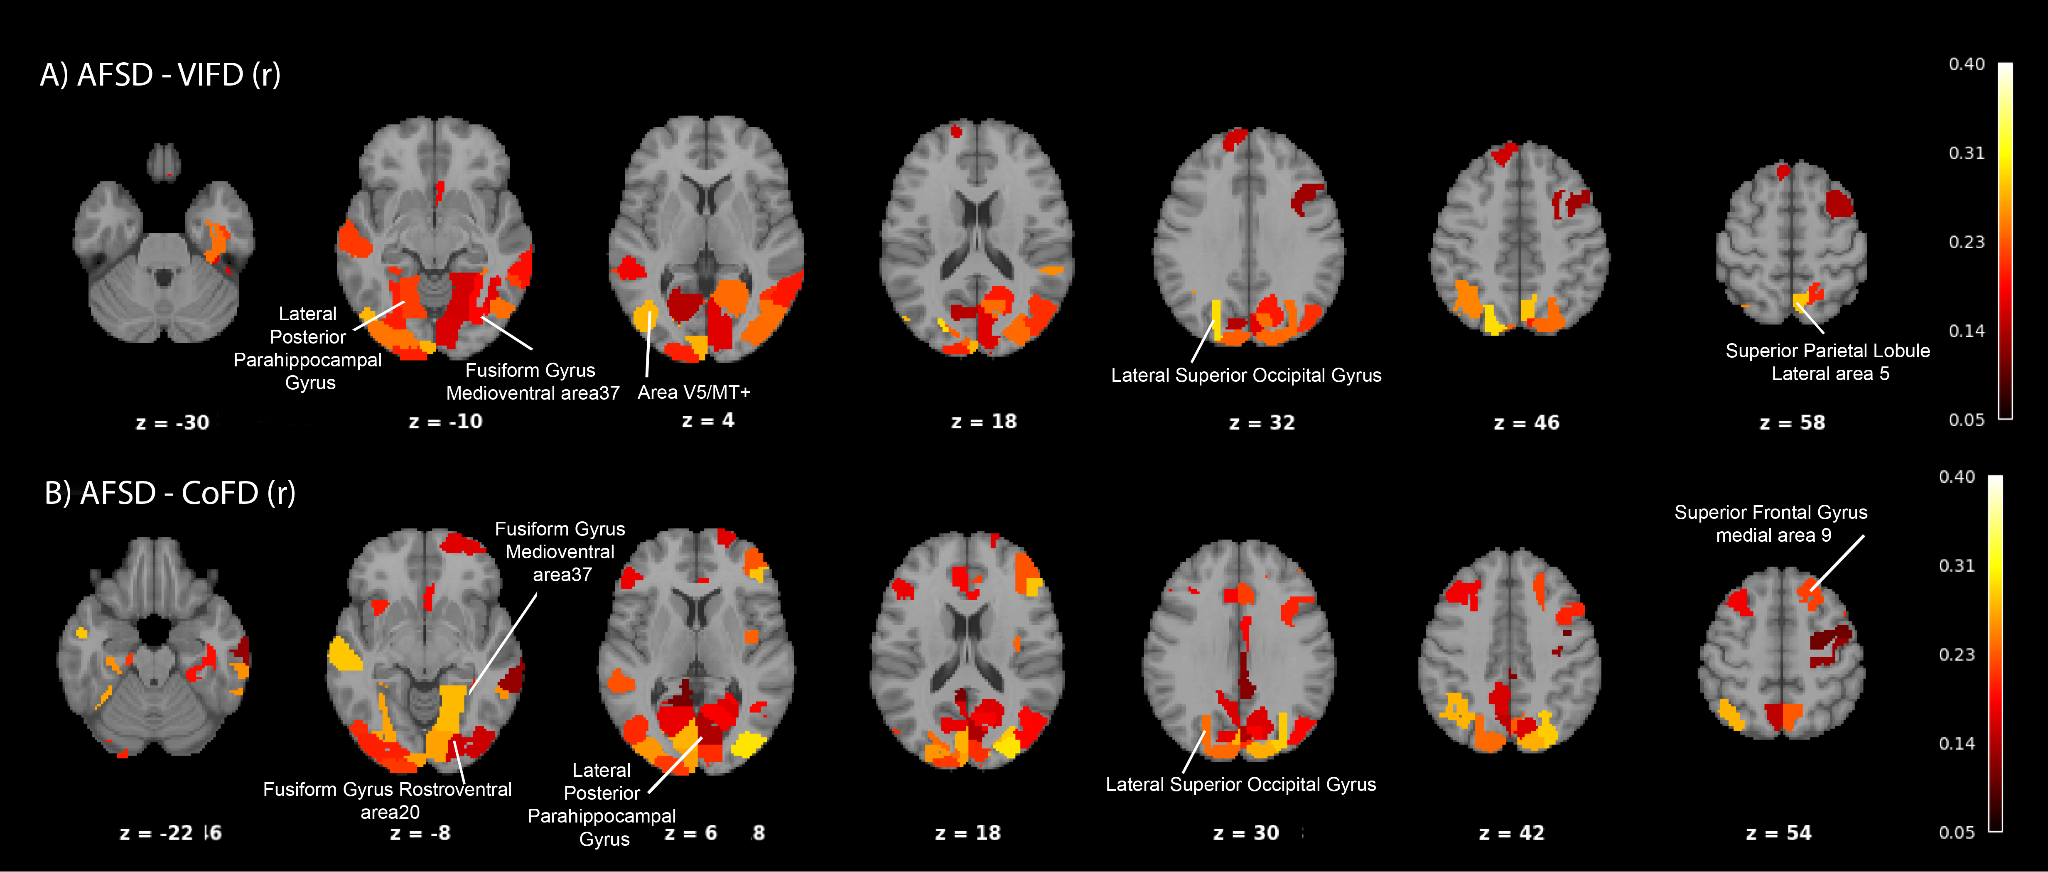 A) AFSD - VIFD (r)
0.40
0.31
0.23
0.14
0.05
Lateral
Posterior
Parahippocampal
Gyrus
Fusiform Gyrus
Medioventral area37
Area V5/MT+
Lateral Superior Occipital Gyrus
Superior Parietal Lobule
Lateral area 5
z = -30
z = -10
z = 4
z = 18
z = 32
z = 46
z = 58
B) AFSD - CoFD (r)
0.40
0.31
0.23
0.14
0.05
Fusiform Gyrus
Medioventral
area37
Superior Frontal Gyrus
medial area 9
Fusiform Gyrus Rostroventral
area20
Lateral
Posterior
Parahippocampal
Gyrus
Lateral Superior Occipital Gyrus
z = -22
z = -8
z = 6
8
z = 18
z = 30
z = 42
z = 54